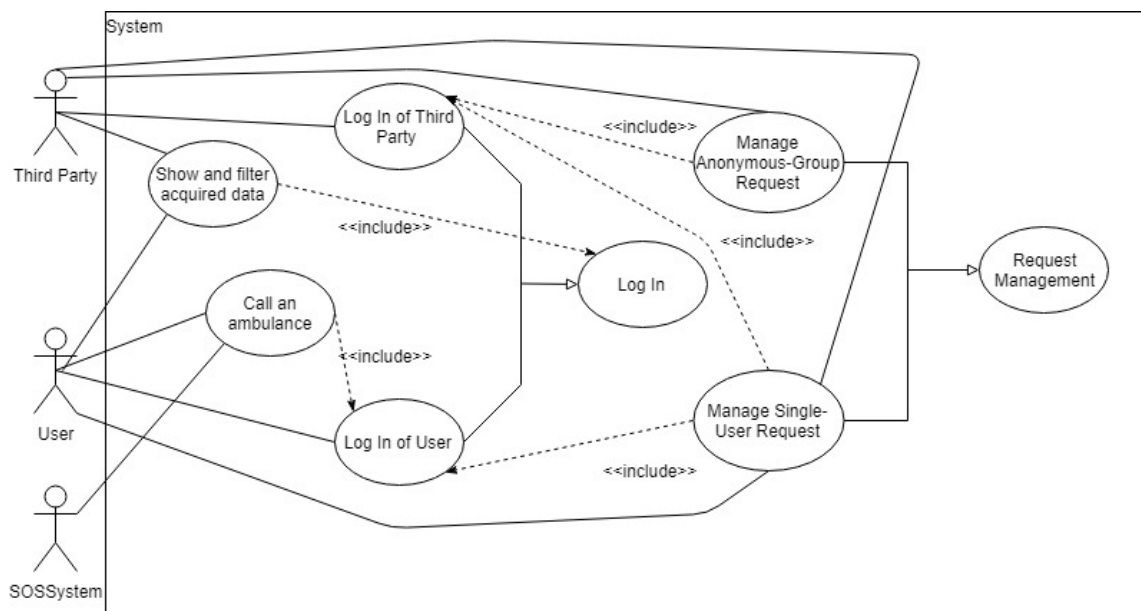 System
Third Party
Log In of Third
Party
<<include>>
Manage
Anonymous-Group
Request
Show and filter
acquired data
<<include>>
<<include>>
Log In
Request
Management
Call an
ambulance
<<include>>
User
Log In of User
Manage Single-
User Request
<<include>>
SOSSystem